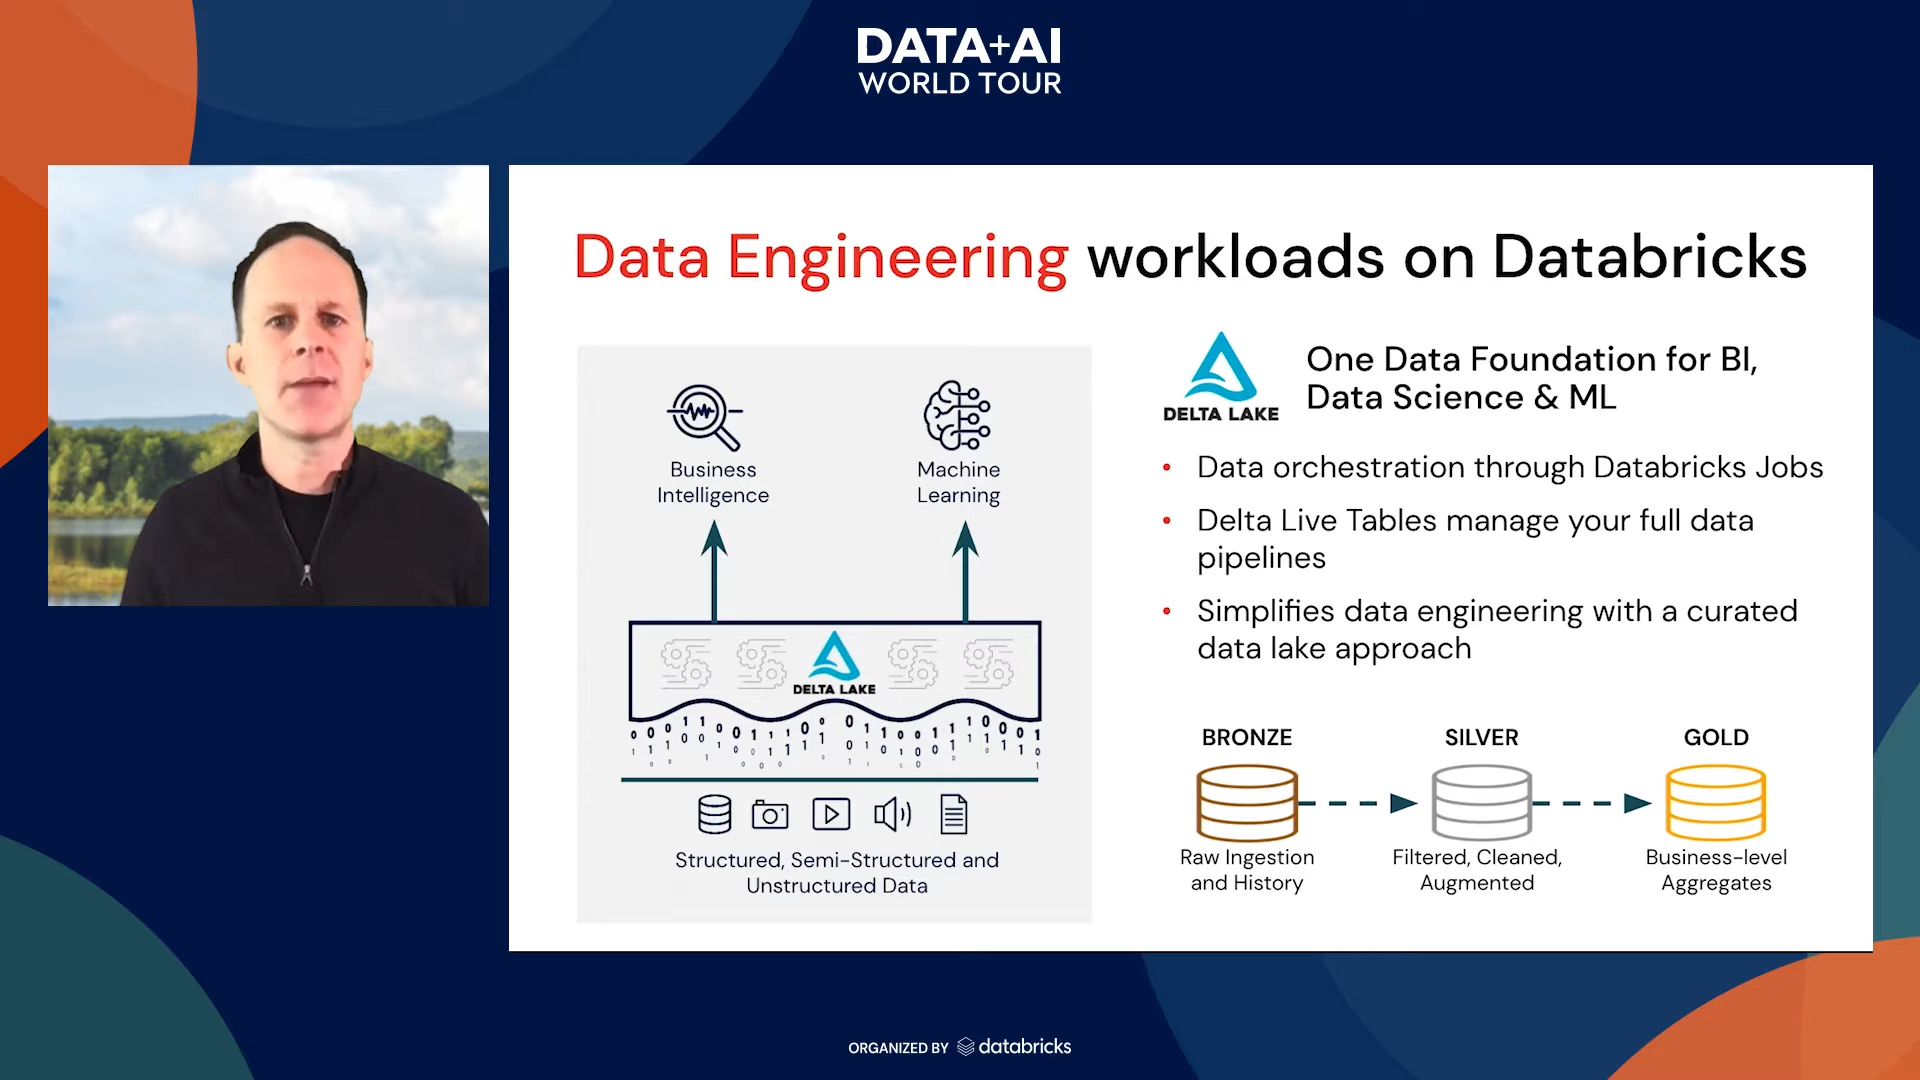 DATA+AI
WORLD TOUR
Data Engineering workloads on Databricks
Business
Intelligence
Machine
Learning
DELTA LAKE
Structured, Semi-Structured and
Unstructured Data
DELTA LAKE
One Data Foundation for BI,
Data Science & ML
• Data orchestration through Databricks Jobs
• Delta Live Tables manage your full data
pipelines
• Simplifies data engineering with a curated
data lake approach
BRONZE
SILVER
GOLD
Raw Ingestion
and History
Filtered, Cleaned,
Augmented
Business-level
Aggregates
ORGANIZED BY databricks